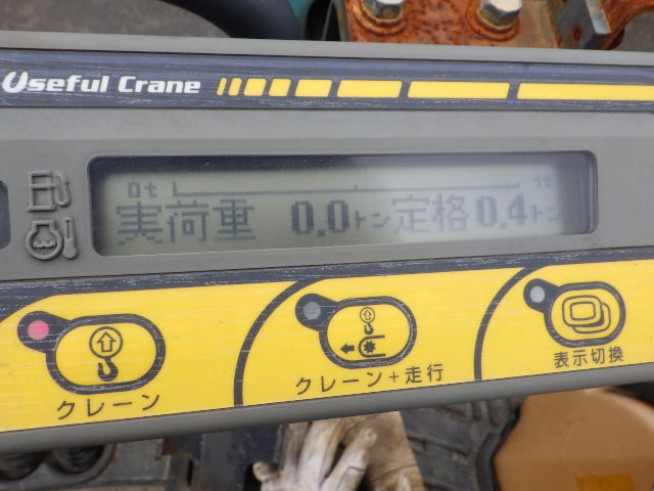 Useful Crane
0t 1t
実荷重 0.0トン 定格 0.4トン
クレーン
クレーン+走行
表示切換